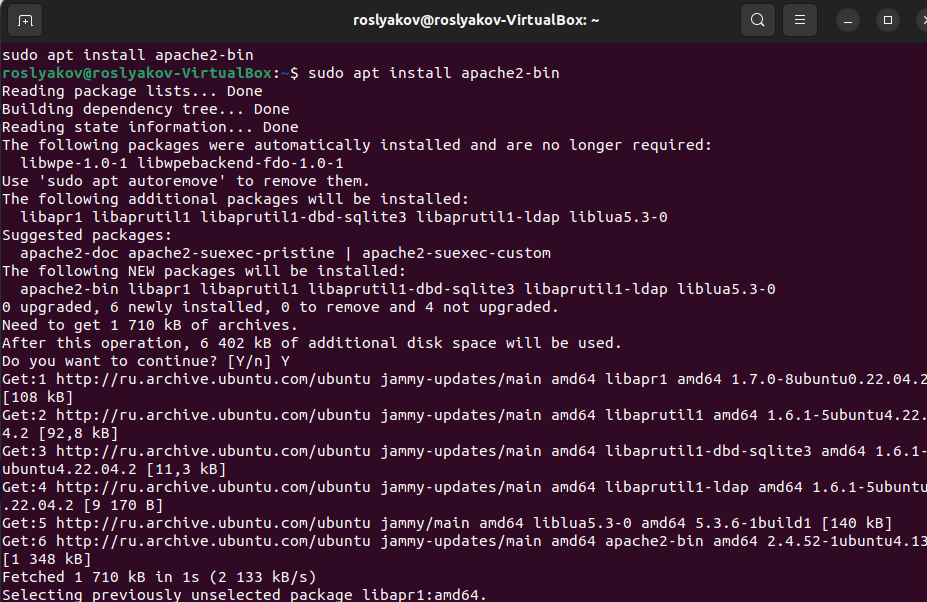 roslyakov@roslyakov-VirtualBox: ~
sudo apt install apache2-bin
roslyakov@roslyakov-VirtualBox:~$ sudo apt install apache2-bin
Reading package lists... Done
Building dependency tree... Done
Reading state information... Done
The following packages were automatically installed and are no longer required:
  libwpe-1.0-1 libwpebackend-fdo-1.0-1
Use 'sudo apt autoremove' to remove them.
The following additional packages will be installed:
  libapr1 libaprutil1 libaprutil1-dbd-sqlite3 libaprutil1-ldap liblua5.3-0
Suggested packages:
  apache2-doc apache2-suexec-pristine | apache2-suexec-custom
The following NEW packages will be installed:
  apache2-bin libapr1 libaprutil1 libaprutil1-dbd-sqlite3 libaprutil1-ldap liblua5.3-0
0 upgraded, 6 newly installed, 0 to remove and 4 not upgraded.
Need to get 1 710 kB of archives.
After this operation, 6 402 kB of additional disk space will be used.
Do you want to continue? [Y/n] Y
Get:1 http://ru.archive.ubuntu.com/ubuntu jammy-updates/main amd64 libapr1 amd64 1.7.0-8ubuntu0.22.04.2
[108 kB]
Get:2 http://ru.archive.ubuntu.com/ubuntu jammy-updates/main amd64 libaprutil1 amd64 1.6.1-5ubuntu4.22.
4.2 [92,8 kB]
Get:3 http://ru.archive.ubuntu.com/ubuntu jammy-updates/main amd64 libaprutil1-dbd-sqlite3 amd64 1.6.1-
ubuntu4.22.04.2 [11,3 kB]
Get:4 http://ru.archive.ubuntu.com/ubuntu jammy-updates/main amd64 libaprutil1-ldap amd64 1.6.1-5ubuntu
.22.04.2 [9 170 B]
Get:5 http://ru.archive.ubuntu.com/ubuntu jammy/main amd64 liblua5.3-0 amd64 5.3.6-1build1 [140 kB]
Get:6 http://ru.archive.ubuntu.com/ubuntu jammy-updates/main amd64 apache2-bin amd64 2.4.52-1ubuntu4.13
[1 348 kB]
Fetched 1 710 kB in 1s (2 133 kB/s)
Selecting previously unselected package libapr1:amd64.